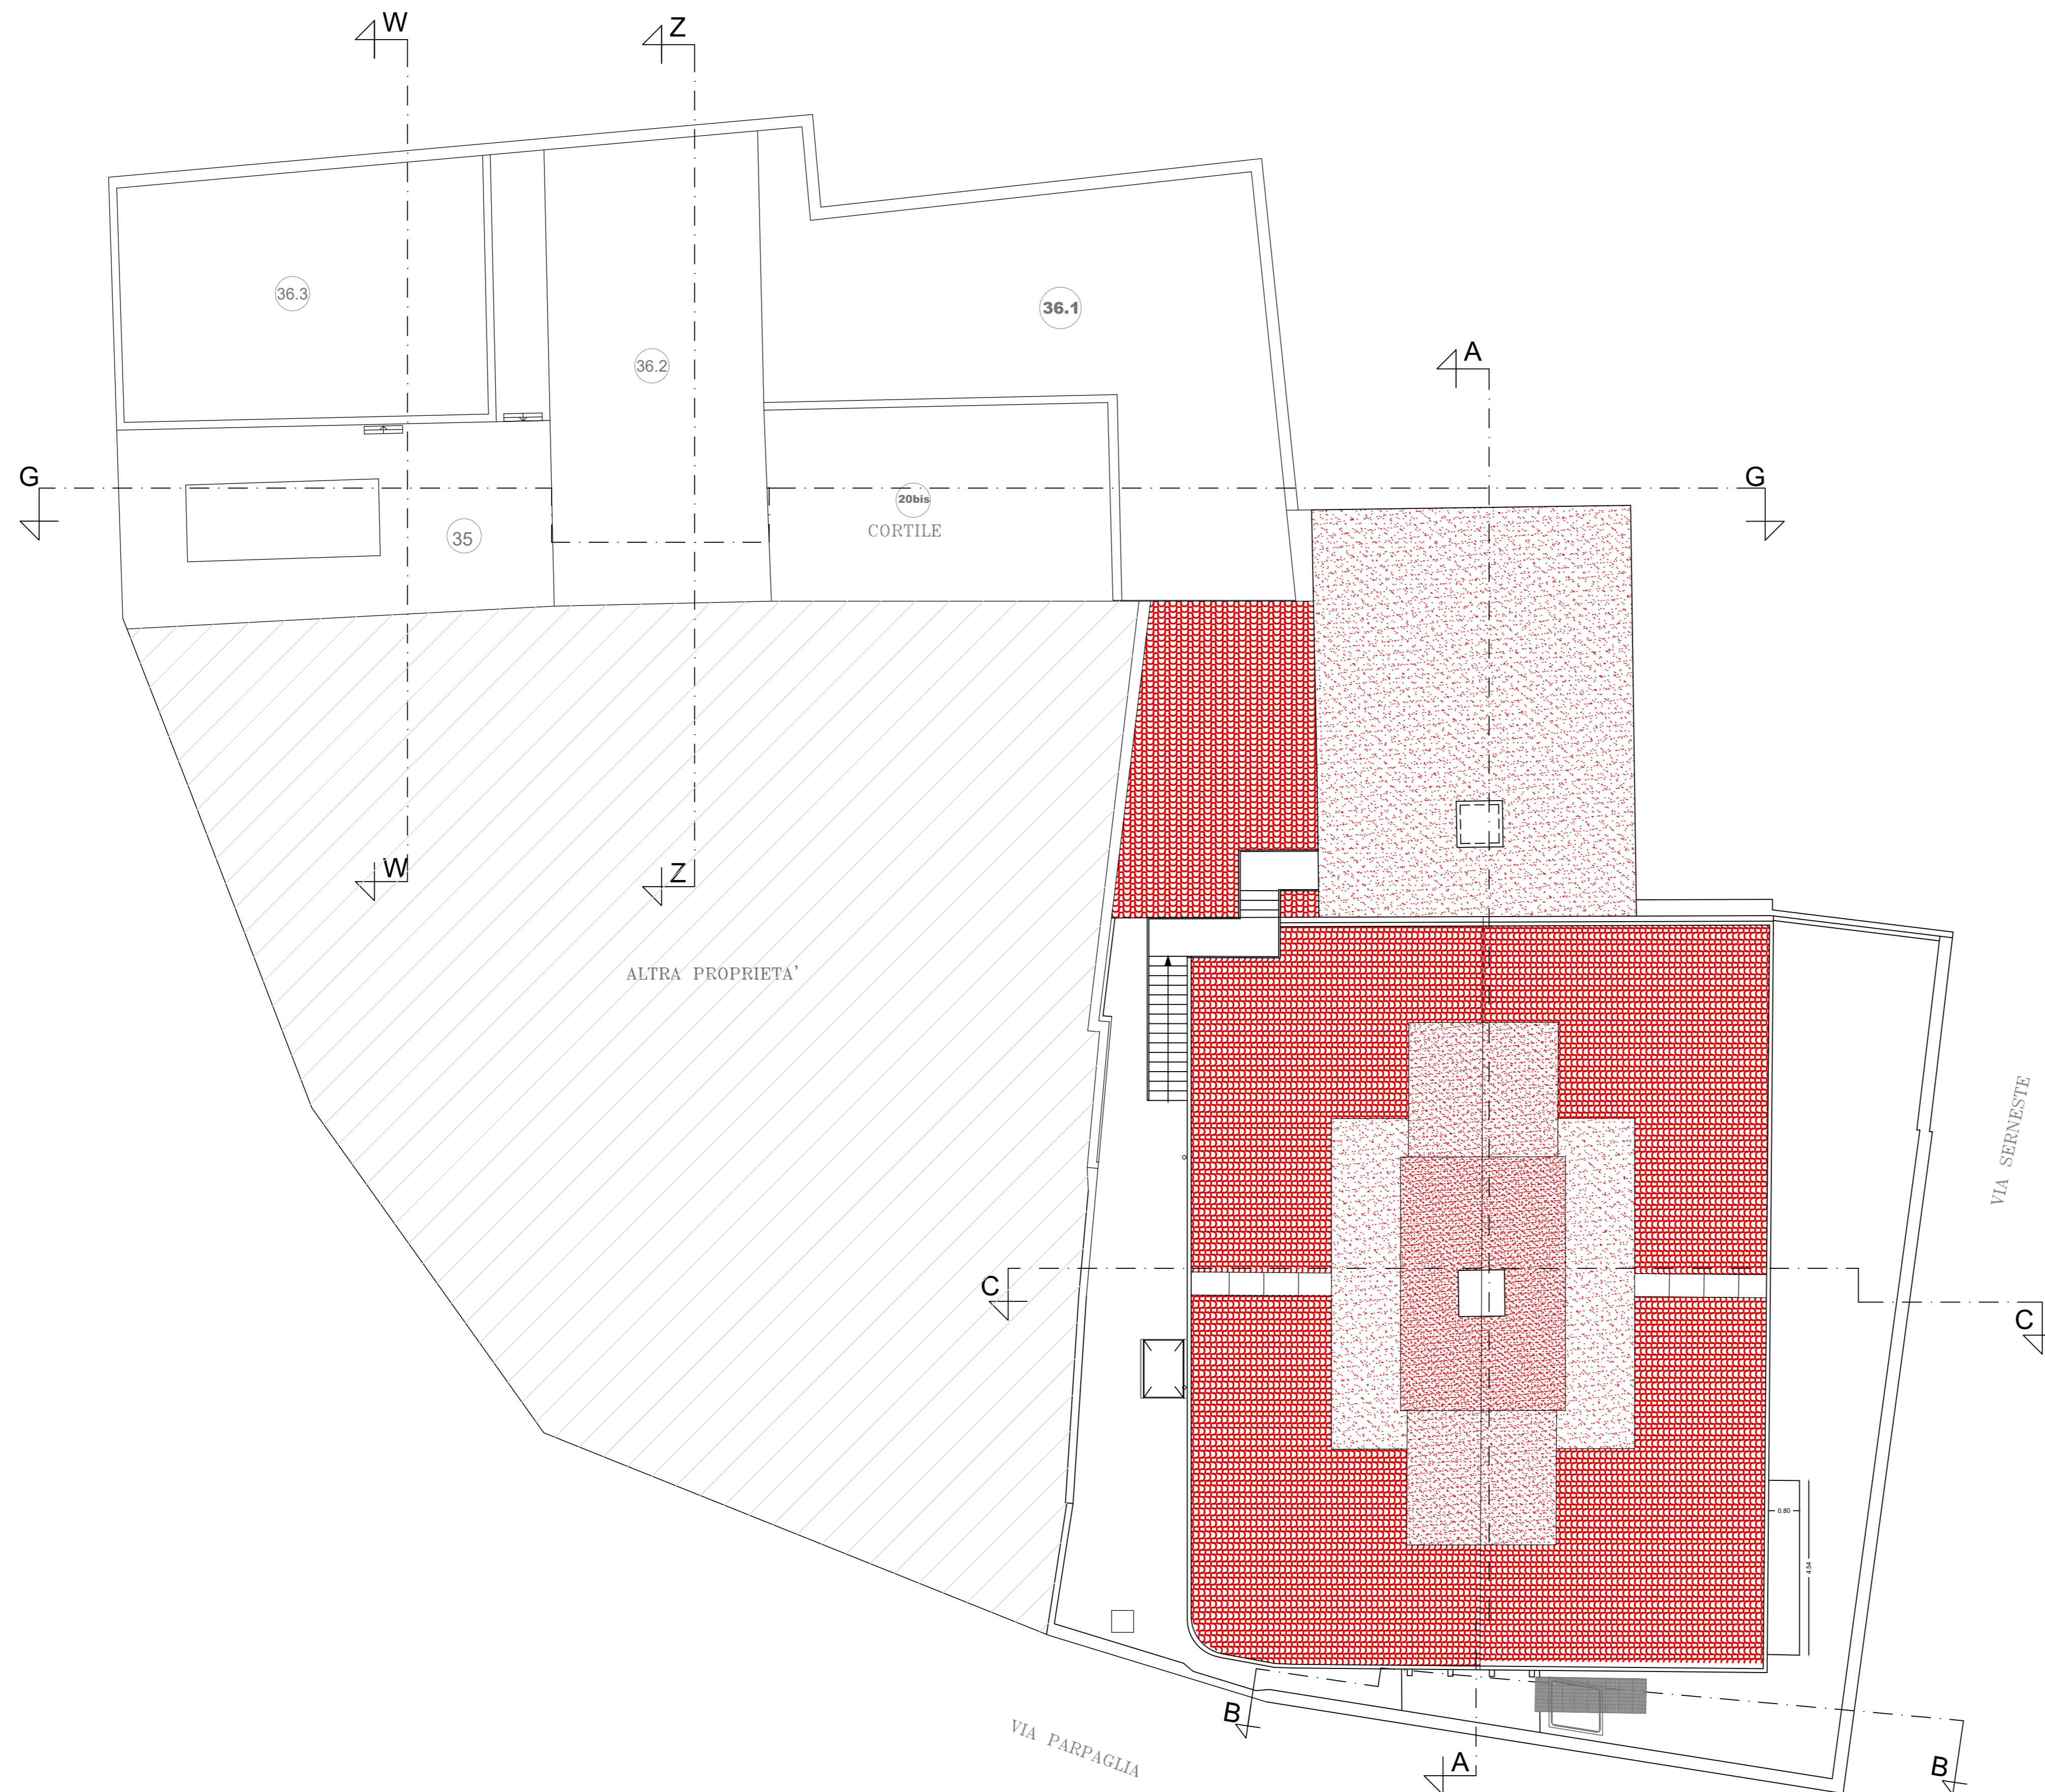 W
Z
36.3
36.1
36.2
A
G
G
20bis
CORTILE
35
W
Z
ALTRA PROPRIETA'
VIA SERNESTE
C
C
0.80
4.54
B
VIA PARPAGLIA
A
B